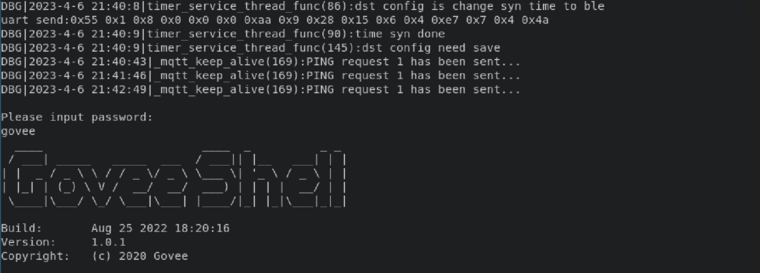 DBG|2023-4-6 21:40:8|timer_service_thread_func(86):dst config is change syn time to ble
uart send:0x55 0x1 0x8 0x0 0x0 0x0 0xaa 0x9 0x28 0x15 0x6 0x4 0xe7 0x7 0x4 0x4a
DBG|2023-4-6 21:40:9|timer_service_thread_func(90):time syn done
DBG|2023-4-6 21:40:9|timer_service_thread_func(145):dst config need save
DBG|2023-4-6 21:40:43|_mqtt_keep_alive(169):PING request 1 has been sent...
DBG|2023-4-6 21:41:46|_mqtt_keep_alive(169):PING request 1 has been sent...
DBG|2023-4-6 21:42:49|_mqtt_keep_alive(169):PING request 1 has been sent...
Please input password:
govee
GoveeShell
Build: Aug 25 2022 18:20:16
Version: 1.0.1
Copyright: (c) 2020 Govee